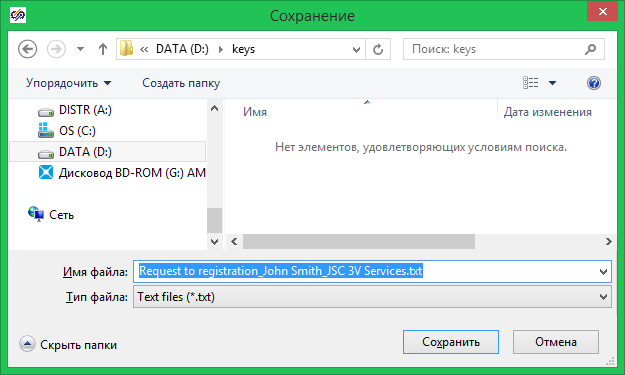 Сохранение
« DATA (D:) keys
Поиск: keys
Упорядочить
Создать папку
DISTR (A:)
OS (C:)
DATA (D:)
Дисковод BD-ROM (G:) AM
Сеть
Имя
Дата изменения
Нет элементов, удовлетворяющих условиям поиска.
Имя файла: Request to registration_John Smith_JSC 3V Services.txt
Тип файла: Text files (*.txt)
Скрыть папки
Сохранить
Отмена